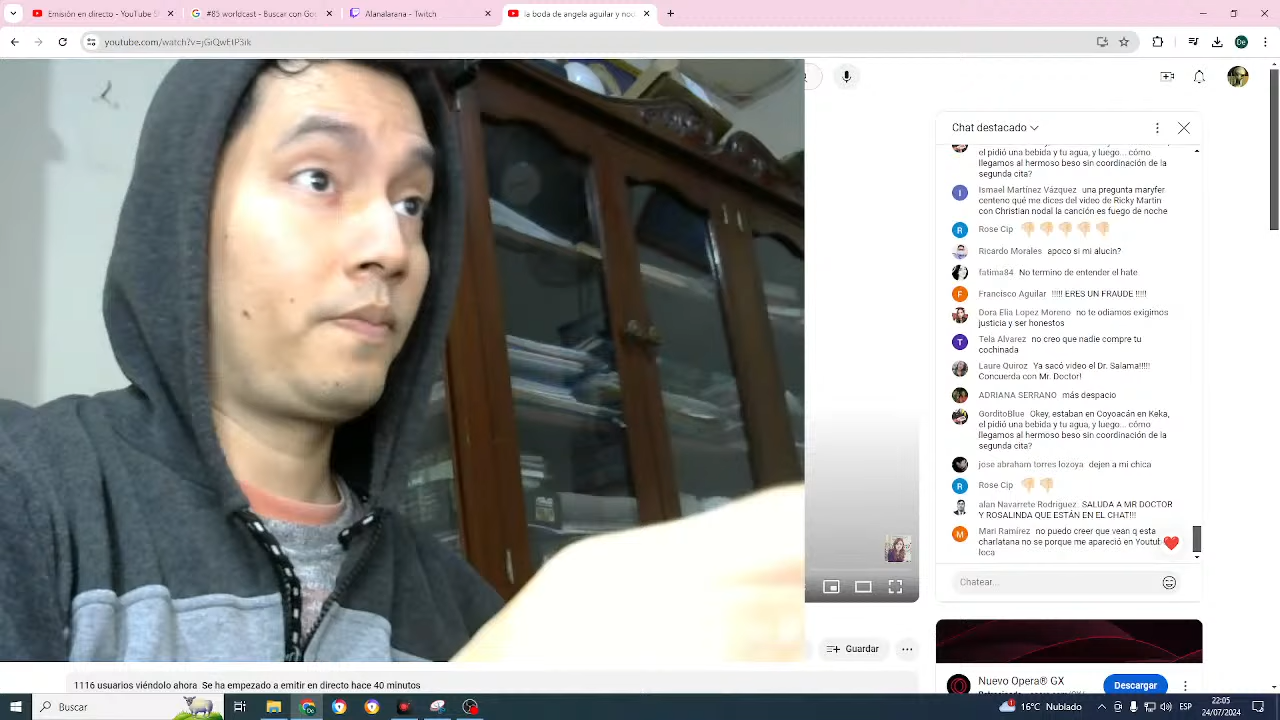 Emisión en directo - YouTube St
#85 worldcast - Buscar con Goo
Alanalarana - Twitch
la boda de angela aguilar y nou
youtube.com/watch?v=jGiQwEtP3ik
Chat destacado
el pidió una bebida y tu agua, y luego... cómo
llegamos al hermoso beso sin coordinación de la
segunda cita?
Ismael Martínez Vázquez una pregunta maryfer
centeno qué me dices del video de Ricky Martin
con Christian nodal la canción es fuego de noche
Rose Cip 👎🏻👎🏻👎🏻👎🏻👎🏻
Ricardo Morales apoco si mi alucin?
fatima84 No termino de entender el hate
Francisco Aguilar !!!!! ERES UN FRAUDE !!!!!
Dora Elia Lopez Moreno no te odiamos exigimos
justicia y ser honestos
Tela Alvarez no creo que nadie compre tu
cochinada
Laure Quiroz Ya sacó video el Dr. Salama!!!!!
Concuerda con Mr. Doctor!
ADRIANA SERRANO más despacio
GorditoBlue Okey, estaban en Coyoacán en Keka,
el pidió una bebida y tu agua, y luego... cómo
llegamos al hermoso beso sin coordinación de la
segunda cita?
jose abraham torres lozoya dejen a mi chica
Rose Cip 👎🏻👎🏻
alan Navarrete Rodríguez SALUDA A MR DOCTOR
Y ROSALINDA QUE ESTÁN EN EL CHAT!!!
Mari Ramírez no puedo creer que vean q esta
charlatana no se porque me apareció en Youtut
loca
Chatear...
Guardar
1116 usuarios viéndolo ahora Se ha empezado a emitir en directo hace 40 minutos
Nuevo Opera® GX
Descargar
Buscar
1
16°C Nublado
ESP
22:05
24/07/2024